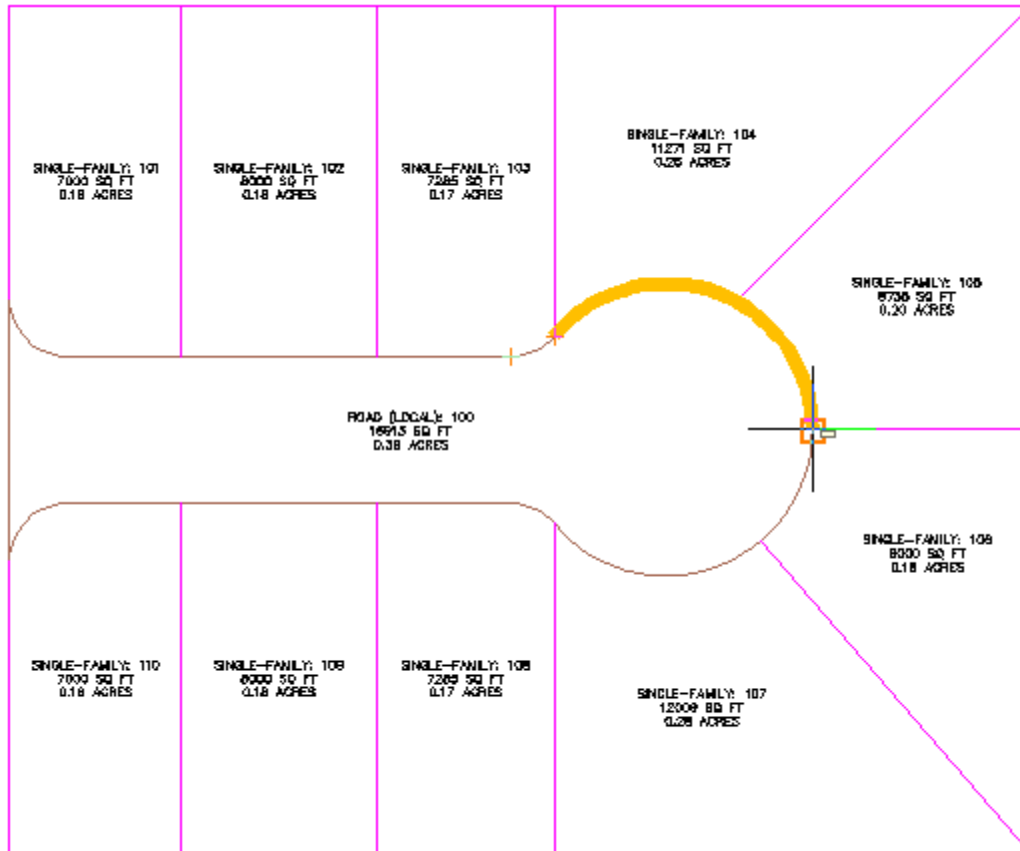 SINGLE-FAMILY: 104
11271 SQ FT
0.26 ACRES
SINGLE-FAMILY: 101
7000 SQ FT
0.16 ACRES
SINGLE-FAMILY: 102
8000 SQ FT
0.18 ACRES
SINGLE-FAMILY: 103
7285 SQ FT
0.17 ACRES
SINGLE-FAMILY: 105
8736 SQ FT
0.20 ACRES
ROAD (LOCAL): 100
SQ FT
0.38 ACRES
SINGLE-FAMILY: 106
8000 SQ FT
0.18 ACRES
SINGLE-FAMILY: 110
7000 SQ FT
0.16 ACRES
SINGLE-FAMILY: 109
8000 SQ FT
0.18 ACRES
SINGLE-FAMILY: 108
7285 SQ FT
0.17 ACRES
SINGLE-FAMILY: 107
12009 SQ FT
0.28 ACRES